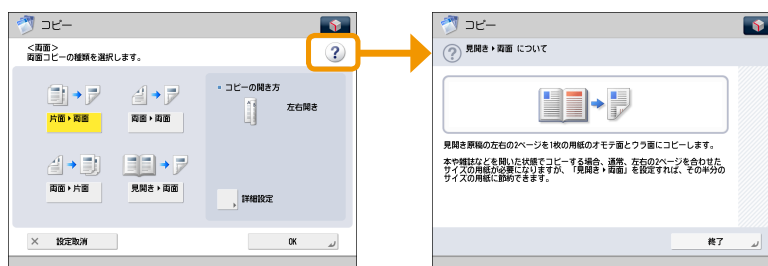 コピー
<両面>
両面コピーの種類を選択します。
?
片面▸両面
両面▸両面
両面▸片面
見開き▸両面
コピーの開き方
左右開き
詳細設定
× 設定取消
OK
コピー
? 見開き▸両面 について
見開き原稿の左右の2ページを1枚の用紙のオモテ面とウラ面にコピーします。
本や雑誌などを開いた状態でコピーする場合、通常、左右の2ページを合わせた
サイズの用紙が必要になりますが、「見開き▸両面」を設定すれば、その半分の
サイズの用紙に節約できます。
終了